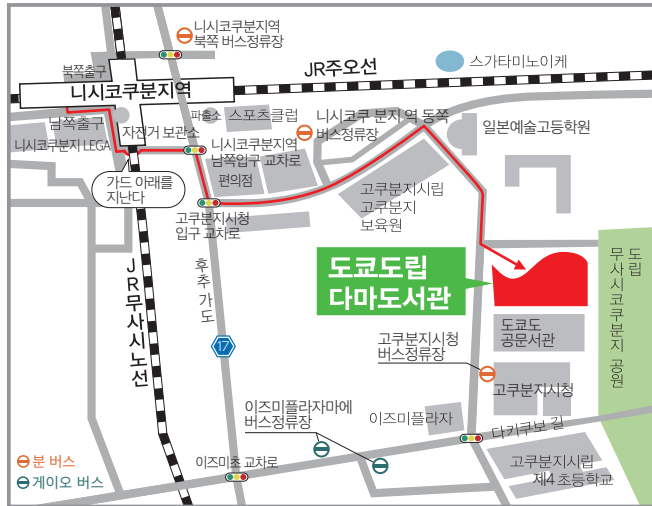 니시코쿠분지역
북쪽 버스정류장
JR주오선
스가타미노이케
북쪽출구
니시코쿠분지역
남쪽출구
자전거 보관소
파출소
스포츠클럽
니시코쿠 분지 역 동쪽
버스정류장
일본예술고등학원
니시코쿠분지 LEGA
니시코쿠분지역
남쪽입구 교차로
편의점
가드 아래를
지난다
고쿠분지시립
고쿠분지
보육원
고쿠분지시청
입구 교차로
JR무사시노선
후추가도
17
도쿄도립
다마도서관
도립
무사시코쿠분지 공원
도쿄도
공문서관
고쿠분지시청
버스정류장
고쿠분지시청
이즈미플라자마에
버스정류장
이즈미플라자
다키쿠보 길
이즈미초 교차로
고쿠분지시립
제4 초등학교
분 버스
게이오 버스